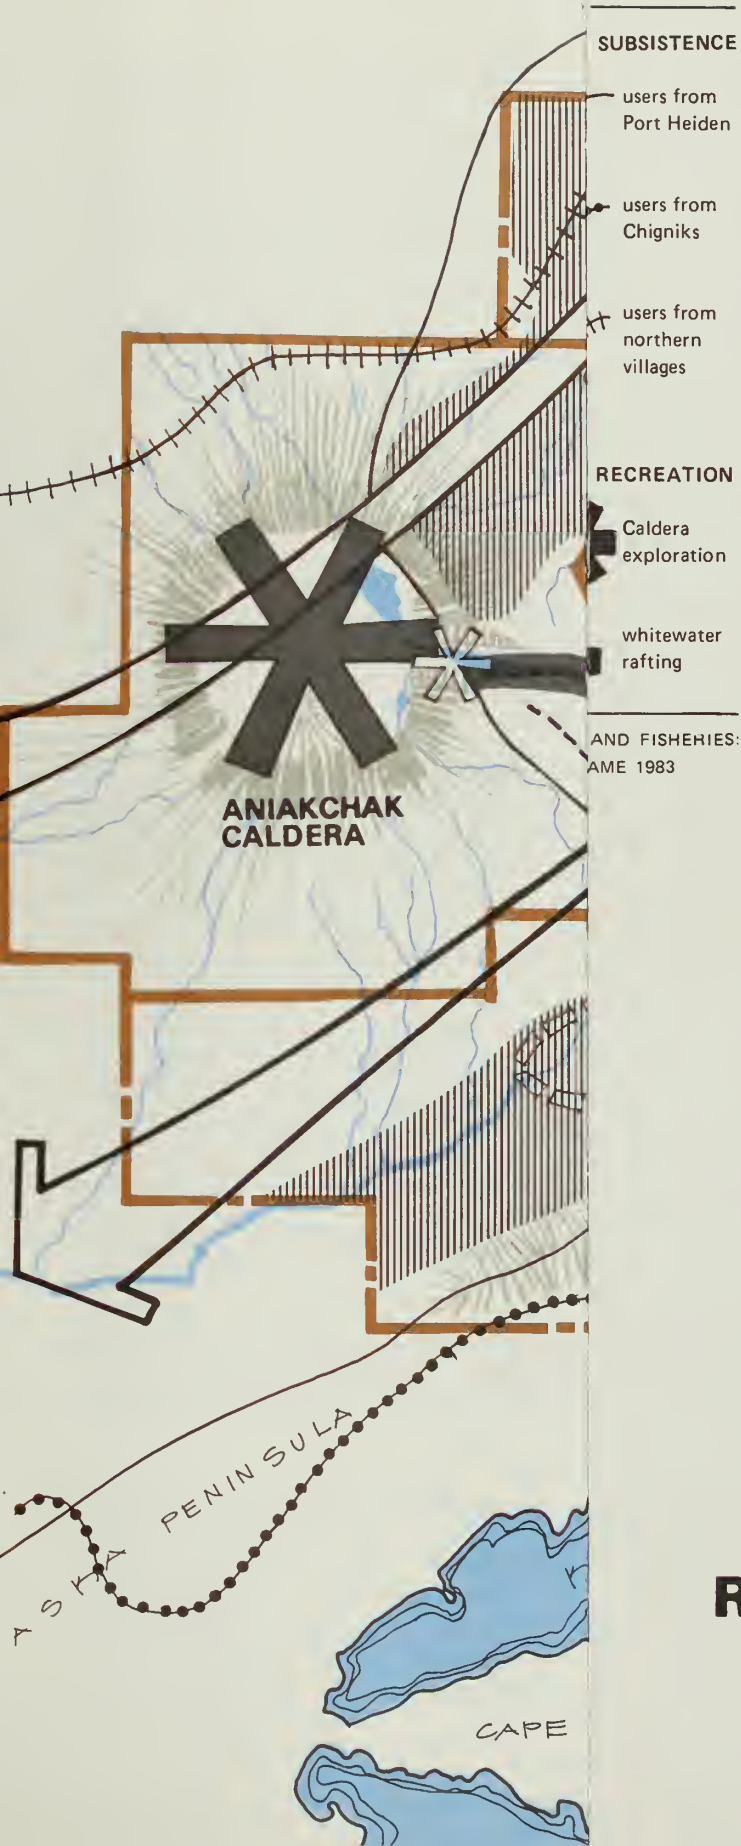 SUBSISTENCE
users from
Port Heiden
users from
Chigniks
users from
northern
villages
RECREATION
Caldera
exploration
whitewater
rafting
AND FISHERIES:
AME 1983
ANIAKCHAK
CALDERA
ASKA PENINSULA
CAPE
R